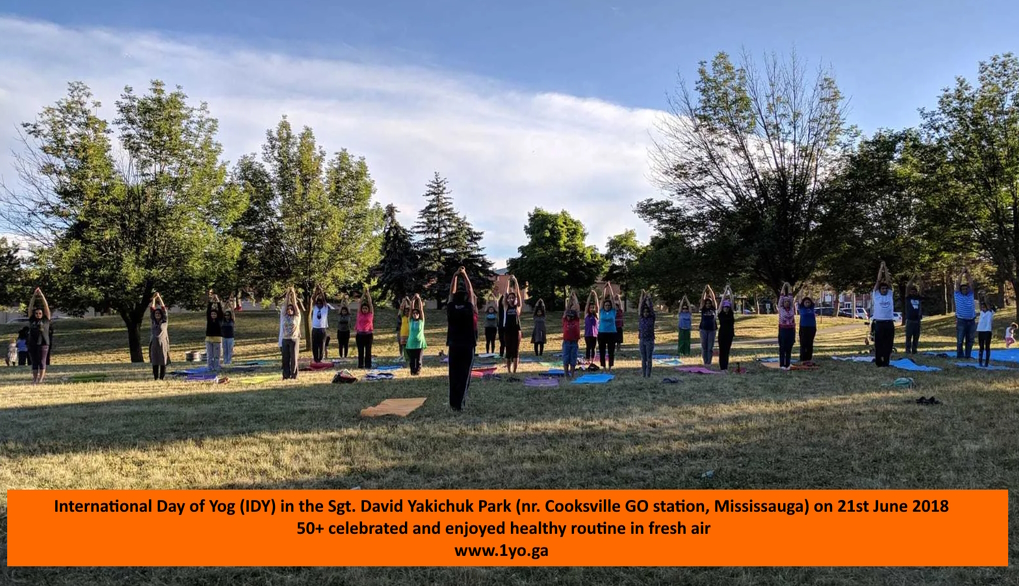 International Day of Yog (IDY) in the Sgt. David Yakichuk Park (nr. Cooksville GO station, Mississauga) on 21st June 2018
50+ celebrated and enjoyed healthy routine in fresh air
www.1yo.ga